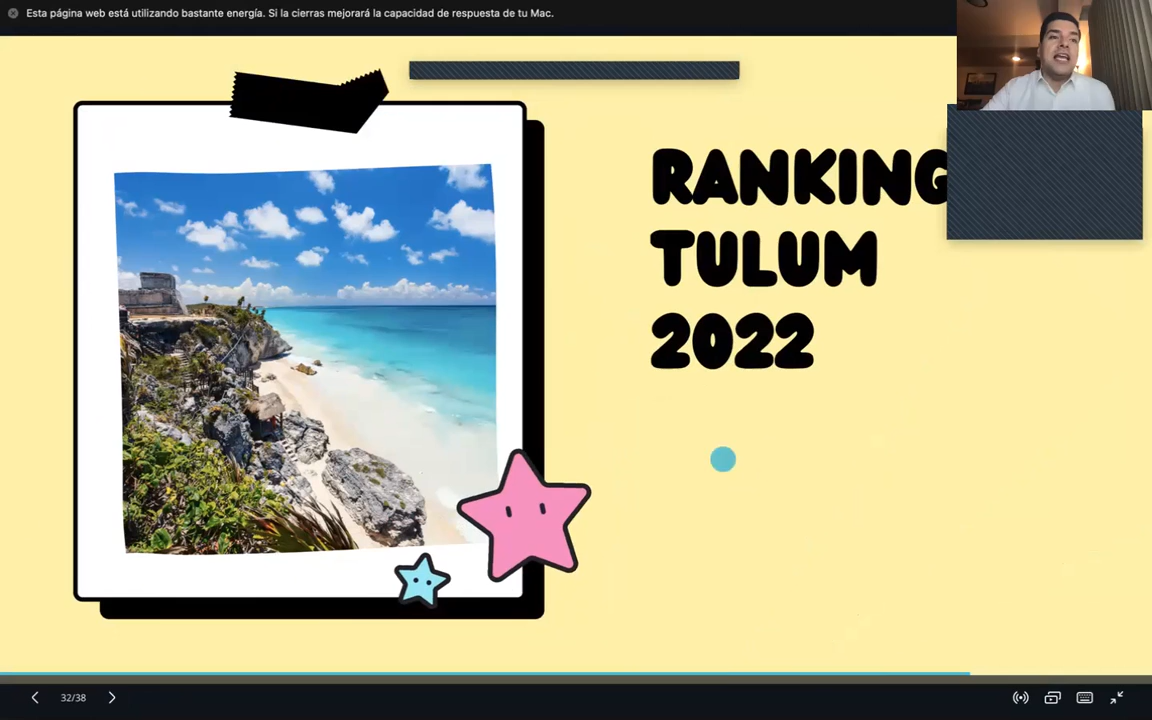 Esta página web está utilizando bastante energía. Si la cierras mejorará la capacidad de respuesta de tu Mac.
RANKING
TULUM
2022
32/38